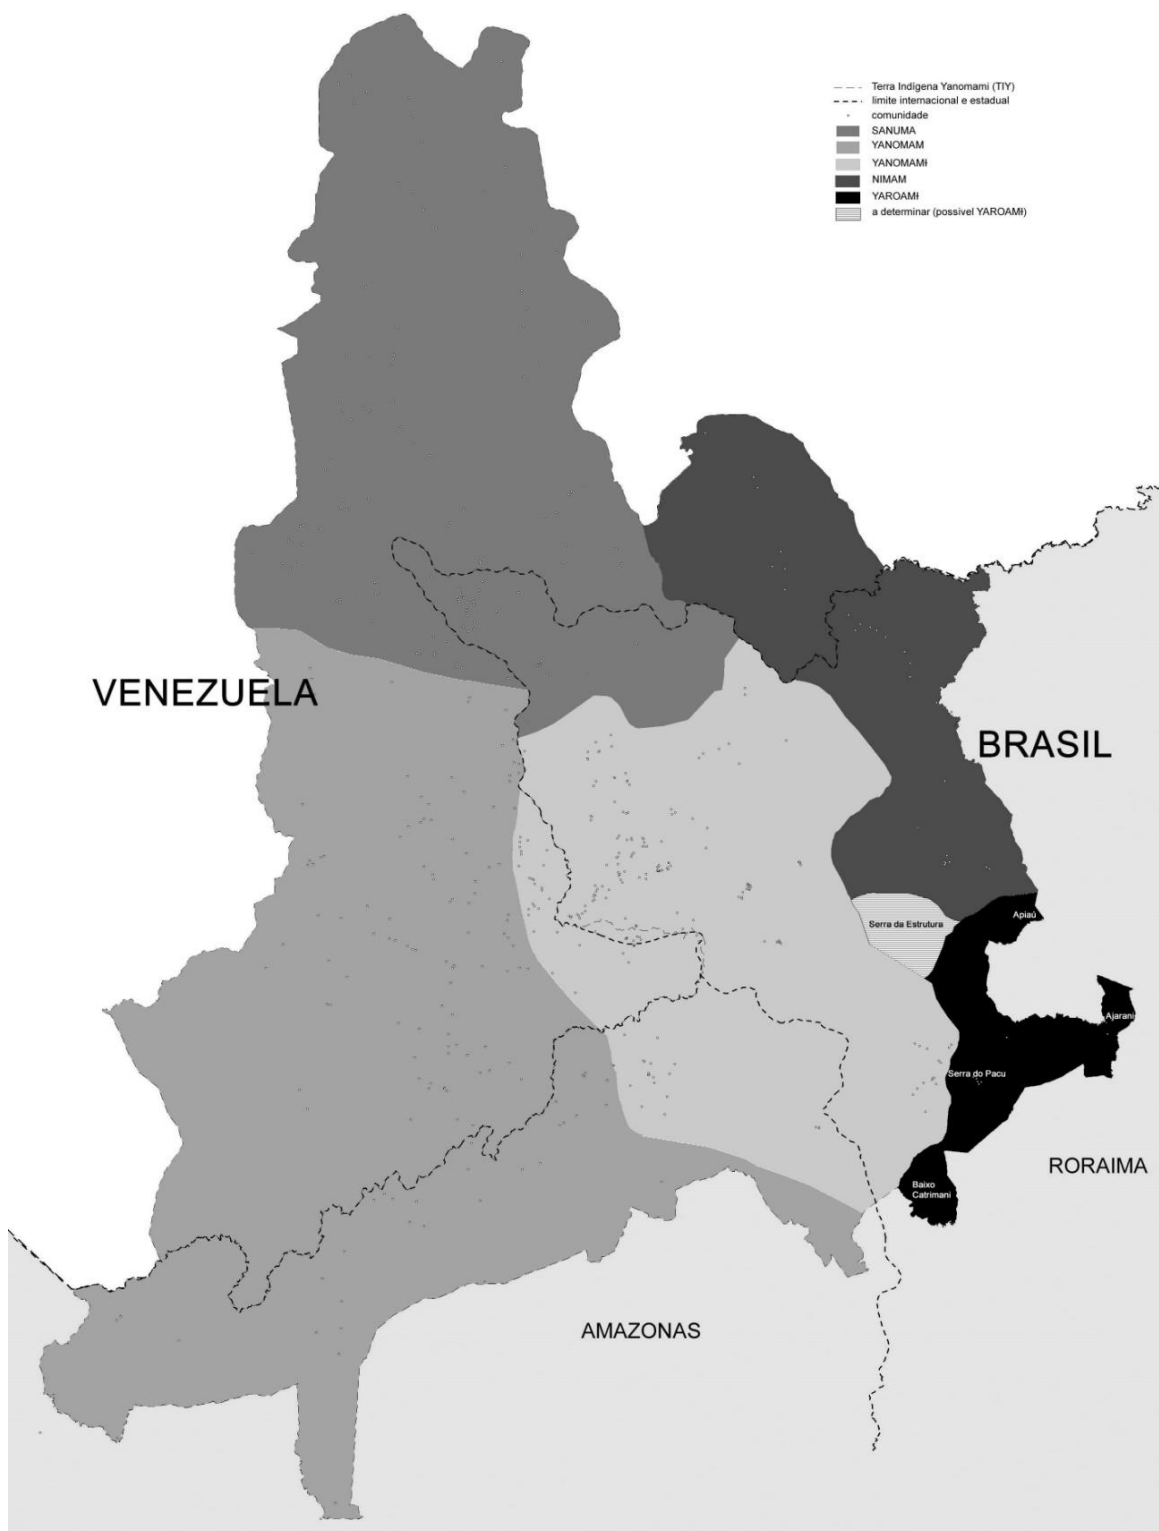 Terra Indígena Yanomami (TIY)
limite internacional e estadual
comunidade
SANUMA
YANOMAM
YANOMAMɨ
NIMAM
YAROAMɨ
a determinar (possivel YAROAMɨ)
VENEZUELA
BRASIL
Apiaú
Serra da Estrutura
Ajarani
Serra do Pacu
RORAIMA
Baixo
Catrimani
AMAZONAS